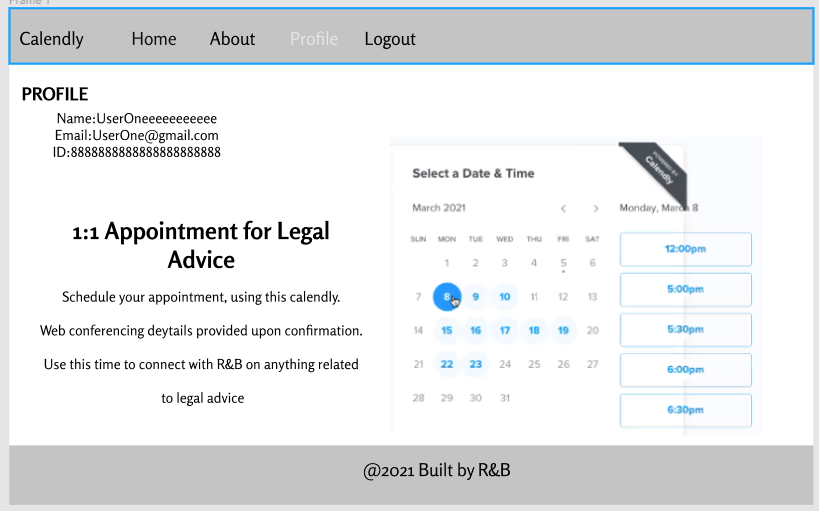 Frame 1
Calendly Home About Profile Logout
PROFILE
Name:UserOneeeeeeeeeee
Email:UserOne@gmail.com
ID:8888888888888888888888
1:1 Appointment for Legal
Advice
Schedule your appointment, using this calendly.
Web conferencing deytails provided upon confirmation.
Use this time to connect with R&B on anything related
to legal advice
POWERED BY
Calendly
Select a Date & Time
March 2021 < > Monday, March 8
SUN MON TUE WED THU FRI SAT
1 2 3 4 5 6
7 8 9 10 11 12 13
14 15 16 17 18 19 20
21 22 23 24 25 26 27
28 29 30 31
12:00pm
5:00pm
5:30pm
6:00pm
6:30pm
@2021 Built by R&B